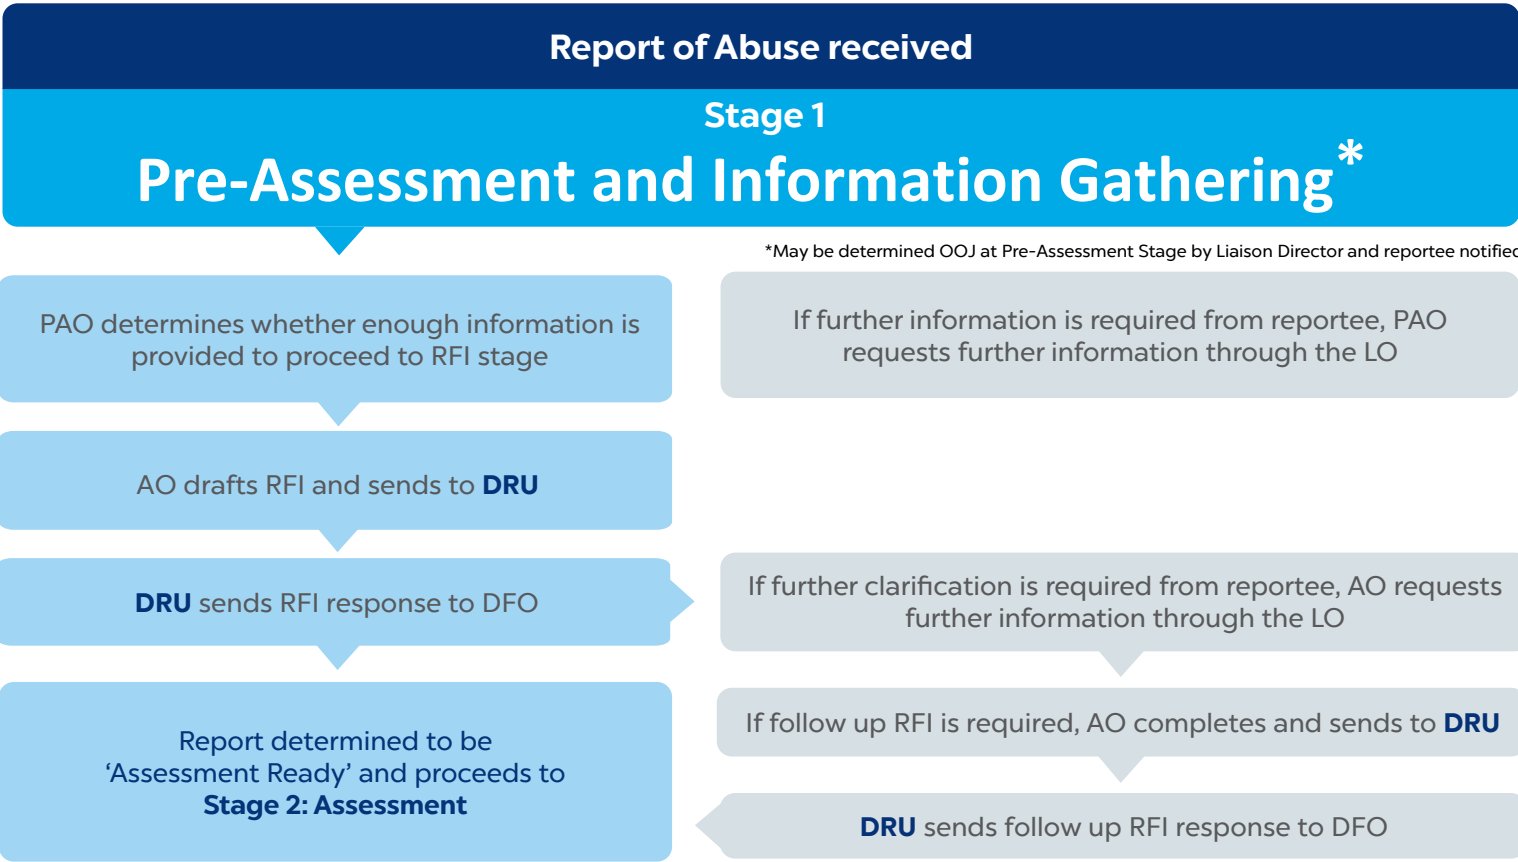 Report of Abuse received
Stage 1
Pre-Assessment and Information Gathering*
*May be determined OOJ at Pre-Assessment Stage by Liaison Director and reportee notified
PAO determines whether enough information is
provided to proceed to RFI stage
If further information is required from reportee, PAO
requests further information through the LO
AO drafts RFI and sends to DRU
DRU sends RFI response to DFO
If further clarification is required from reportee, AO requests
further information through the LO
Report determined to be
‘Assessment Ready’ and proceeds to
Stage 2: Assessment
If follow up RFI is required, AO completes and sends to DRU
DRU sends follow up RFI response to DFO